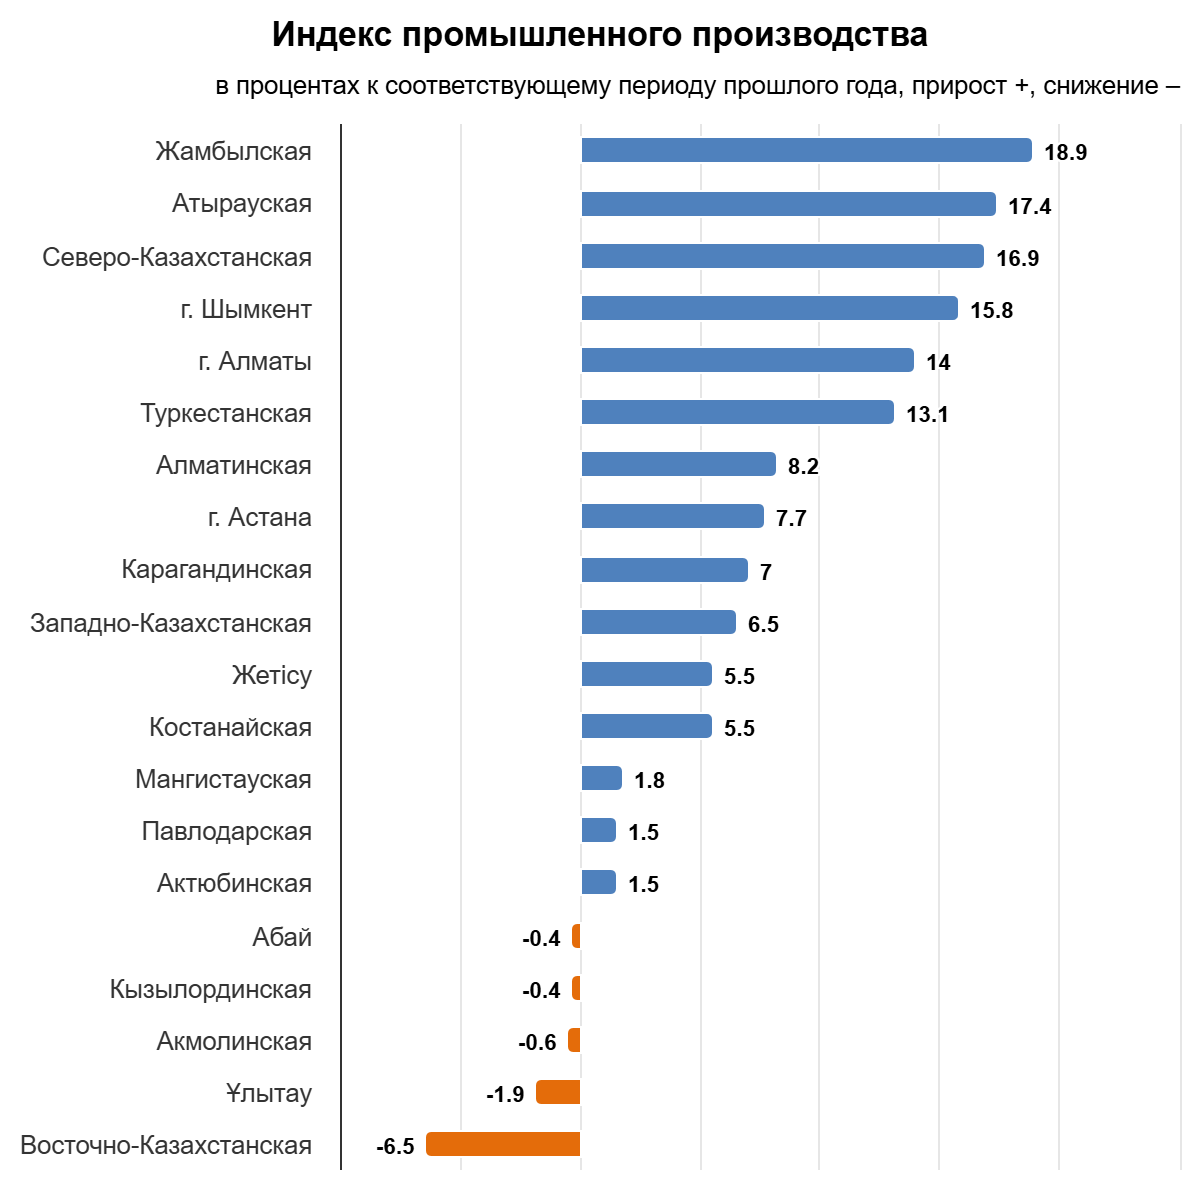 Индекс промышленного производства
в процентах к соответствующему периоду прошлого года, прирост +, снижение –
Жамбылская 18.9
Атырауская 17.4
Северо-Казахстанская 16.9
г. Шымкент 15.8
г. Алматы 14
Туркестанская 13.1
Алматинская 8.2
г. Астана 7.7
Карагандинская 7
Западно-Казахстанская 6.5
Жетісу 5.5
Костанайская 5.5
Мангистауская 1.8
Павлодарская 1.5
Актюбинская 1.5
Абай -0.4
Кызылординская -0.4
Акмолинская -0.6
Ұлытау -1.9
Восточно-Казахстанская -6.5